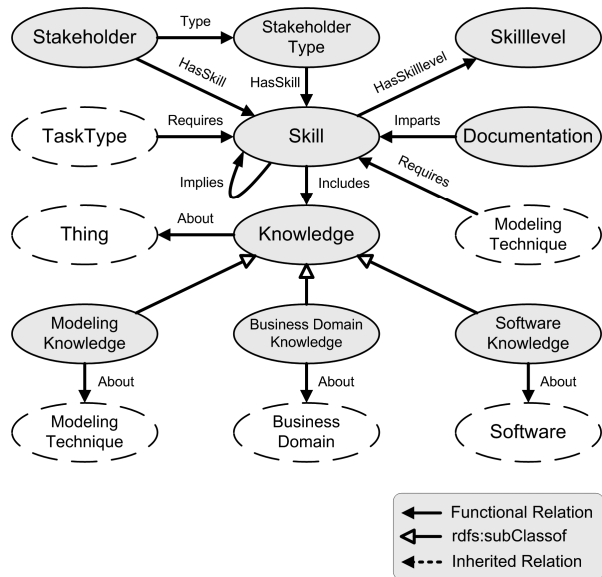 Stakeholder
Type
Stakeholder
Type
Skilllevel
HasSkill
HasSkill
HasSkilllevel
TaskType
Requires
Skill
Imparts
Documentation
Implies
Includes
Requires
Thing
About
Knowledge
Modeling
Technique
Modeling
Knowledge
Business Domain
Knowledge
Software
Knowledge
About
About
About
Modeling
Technique
Business
Domain
Software
Functional Relation
rdfs:subClassof
Inherited Relation